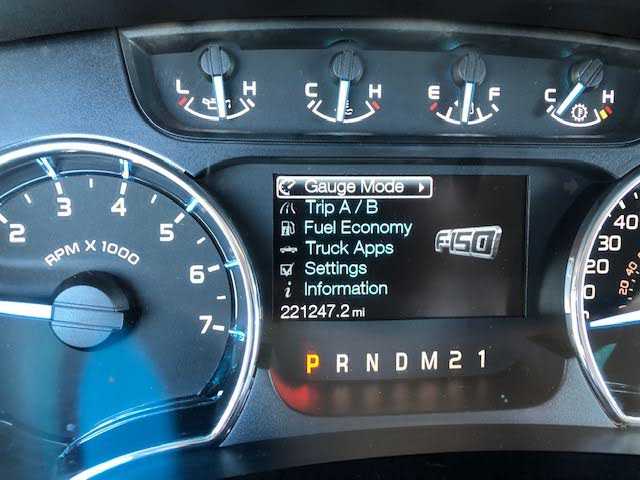 L H C H E F C H
Gauge Mode
Trip A / B
Fuel Economy
Truck Apps
Settings
i Information
221247.2 mi
F-150
P R N D M 2 1
2 3 4 5 6 7
RPM X 1000
40
20